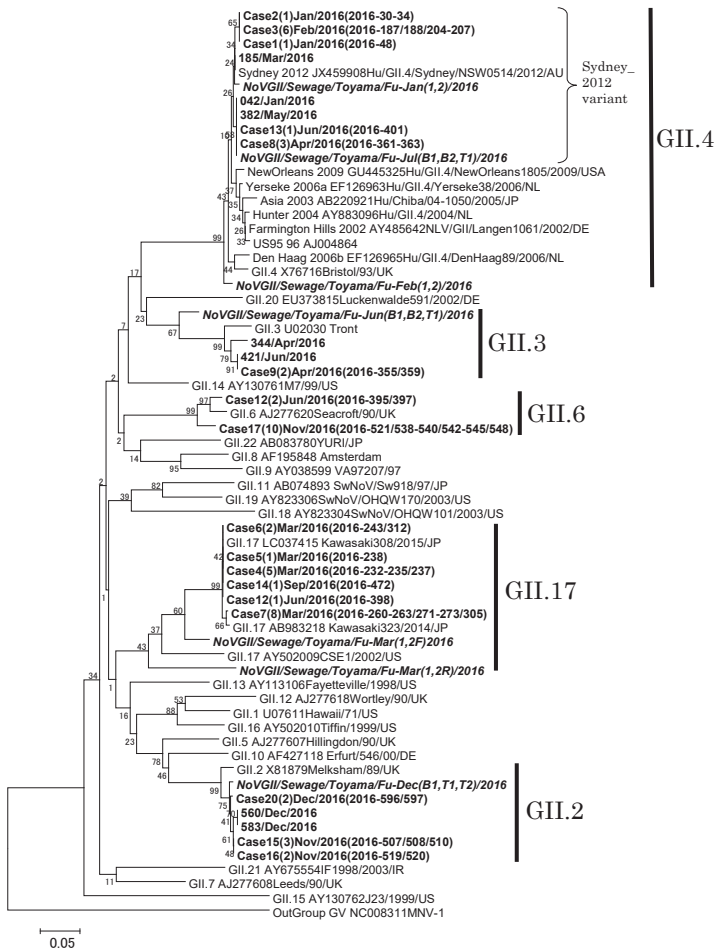 Case2(1)Jan/2016(2016-30-34)
Case3(6)Feb/2016(2016-187/188/204-207)
Case1(1)Jan/2016(2016-48)
185/Mar/2016
Sydney 2012 JX459908Hu/GII.4/Sydney/NSW0514/2012/AU
NoVGII/Sewage/Toyama/Fu-Jan(1,2)/2016
042/Jan/2016
382/May/2016
Case13(1)Jun/2016(2016-401)
Case8(3)Apr/2016(2016-361-363)
NoVGII/Sewage/Toyama/Fu-Jul(B1,B2,T1)/2016
Sydney_
2012
variant
GII.4
NewOrleans 2009 GU445325Hu/GII.4/NewOrleans1805/2009/USA
Yerseke 2006a EF126963Hu/GII.4/Yerseke38/2006/NL
Asia 2003 AB220921Hu/Chiba/04-1050/2005/JP
Hunter 2004 AY883096Hu/GII.4/2004/NL
Farmington Hills 2002 AY485642NLV/GII/Langen1061/2002/DE
US95 96 AJ004864
Den Haag 2006b EF126965Hu/GII.4/DenHaag89/2006/NL
GII.4 X76716Bristol/93/UK
NoVGII/Sewage/Toyama/Fu-Feb(1,2)/2016
GII.20 EU373815Luckenwalde591/2002/DE
NoVGII/Sewage/Toyama/Fu-Jun(B1,B2,T1)/2016
GII.3 U02030 Tront
344/Apr/2016
421/Jun/2016
Case9(2)Apr/2016(2016-355/359)
GII.3
GII.14 AY130761M7/99/US
Case12(2)Jun/2016(2016-395/397)
GII.6 AJ277620Seacroft/90/UK
Case17(10)Nov/2016(2016-521/538-540/542-545/548)
GII.6
GII.22 AB083780YURI/JP
GII.8 AF195848 Amsterdam
GII.9 AY038599 VA97207/97
GII.11 AB074893 SwNoV/Sw918/97/JP
GII.19 AY823306SwNoV/OHQW170/2003/US
GII.18 AY823304SwNoV/OHQW101/2003/US
Case6(2)Mar/2016(2016-243/312)
GII.17 LC037415 Kawasaki308/2015/JP
Case5(1)Mar/2016(2016-238)
Case4(5)Mar/2016(2016-232-235/237)
Case14(1)Sep/2016(2016-472)
Case12(1)Jun/2016(2016-398)
Case7(8)Mar/2016(2016-260-263/271-273/305)
GII.17 AB983218 Kawasaki323/2014/JP
NoVGII/Sewage/Toyama/Fu-Mar(1,2F)2016
GII.17 AY502009CSE1/2002/US
NoVGII/Sewage/Toyama/Fu-Mar(1,2R)/2016
GII.17
GII.13 AY113106Fayetteville/1998/US
GII.12 AJ277618Wortley/90/UK
GII.1 U07611Hawaii/71/US
GII.16 AY502010Tiffin/1999/US
GII.5 AJ277607Hillingdon/90/UK
GII.10 AF427118 Erfurt/546/00/DE
GII.2 X81879Melksham/89/UK
NoVGII/Sewage/Toyama/Fu-Dec(B1,T1,T2)/2016
Case20(2)Dec/2016(2016-596/597)
560/Dec/2016
583/Dec/2016
Case15(3)Nov/2016(2016-507/508/510)
Case16(2)Nov/2016(2016-519/520)
GII.2
GII.21 AY675554IF1998/2003/IR
GII.7 AJ277608Leeds/90/UK
GII.15 AY130762J23/1999/US
OutGroup GV NC008311MNV-1
65
34
24
26
37
35
34
26
33
43
99
44
17
23
67
99
79
91
7
2
97
99
2
14
95
2
82
39
42
99
66
60
37
43
1
1
34
16
53
88
23
78
46
99
75
41
61
48
11
0.05